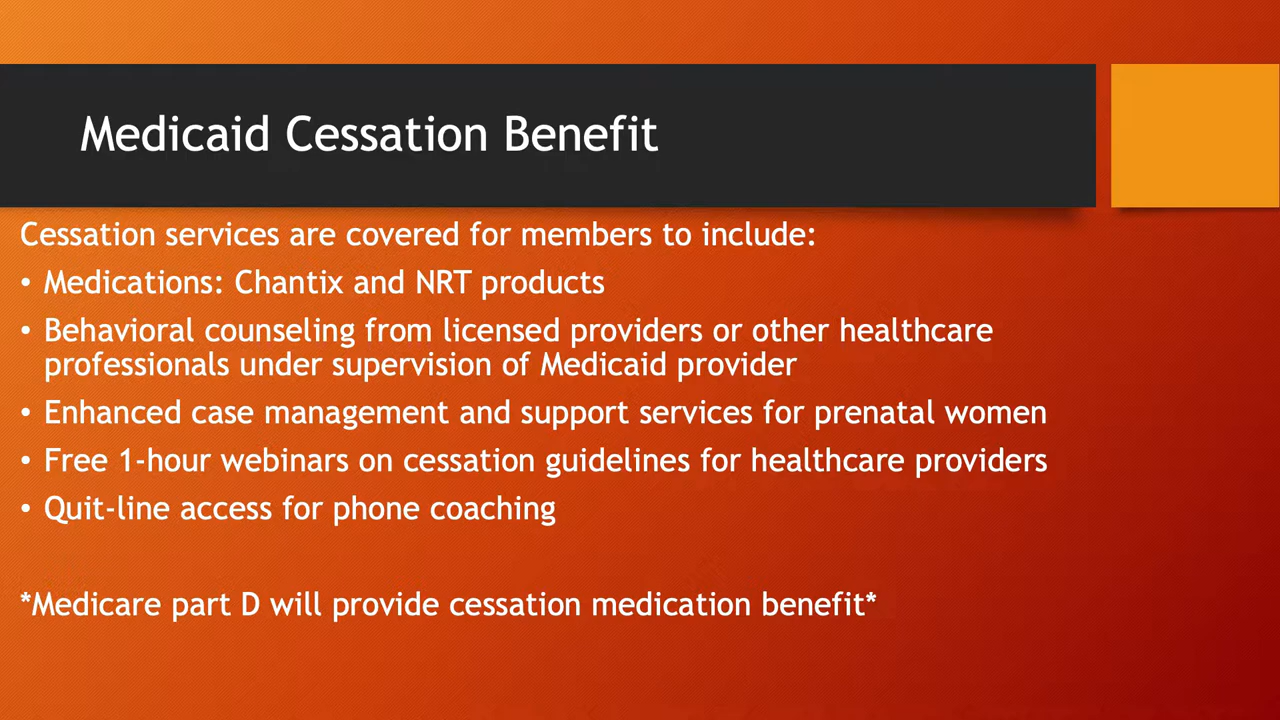 Medicaid Cessation Benefit
Cessation services are covered for members to include:
• Medications: Chantix and NRT products
• Behavioral counseling from licensed providers or other healthcare
professionals under supervision of Medicaid provider
• Enhanced case management and support services for prenatal women
• Free 1-hour webinars on cessation guidelines for healthcare providers
• Quit-line access for phone coaching
*Medicare part D will provide cessation medication benefit*